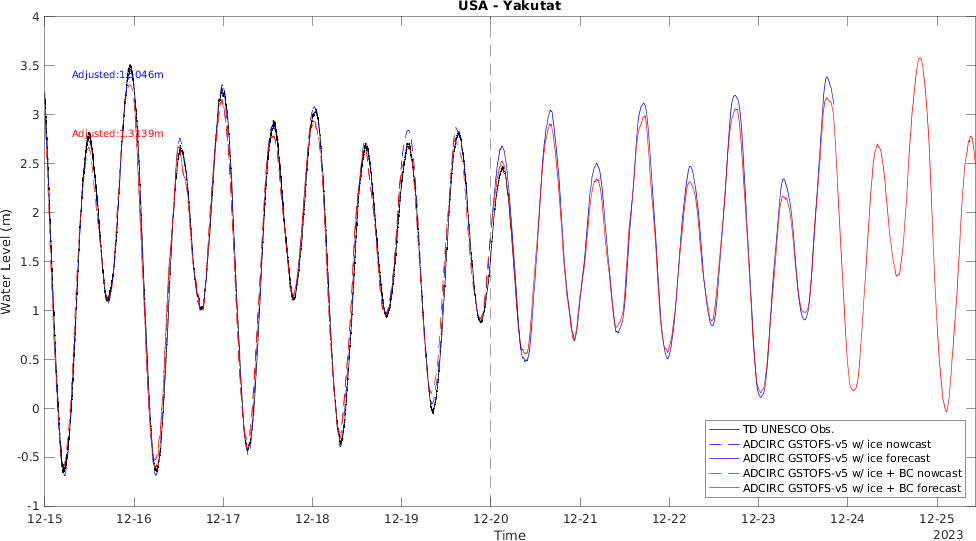 USA - Yakutat
4
3.5
3
2.5
2
1.5
1
0.5
0
-0.5
-1
Water Level (m)
Adjusted:1.3139m
12-15 12-16 12-17 12-18 12-19 12-20 12-21 12-22 12-23 12-24 12-25
Time
2023
TD UNESCO Obs.
ADCIRC GSTOFS-v5 w/ ice nowcast
ADCIRC GSTOFS-v5 w/ ice forecast
ADCIRC GSTOFS-v5 w/ ice + BC nowcast
ADCIRC GSTOFS-v5 w/ ice + BC forecast